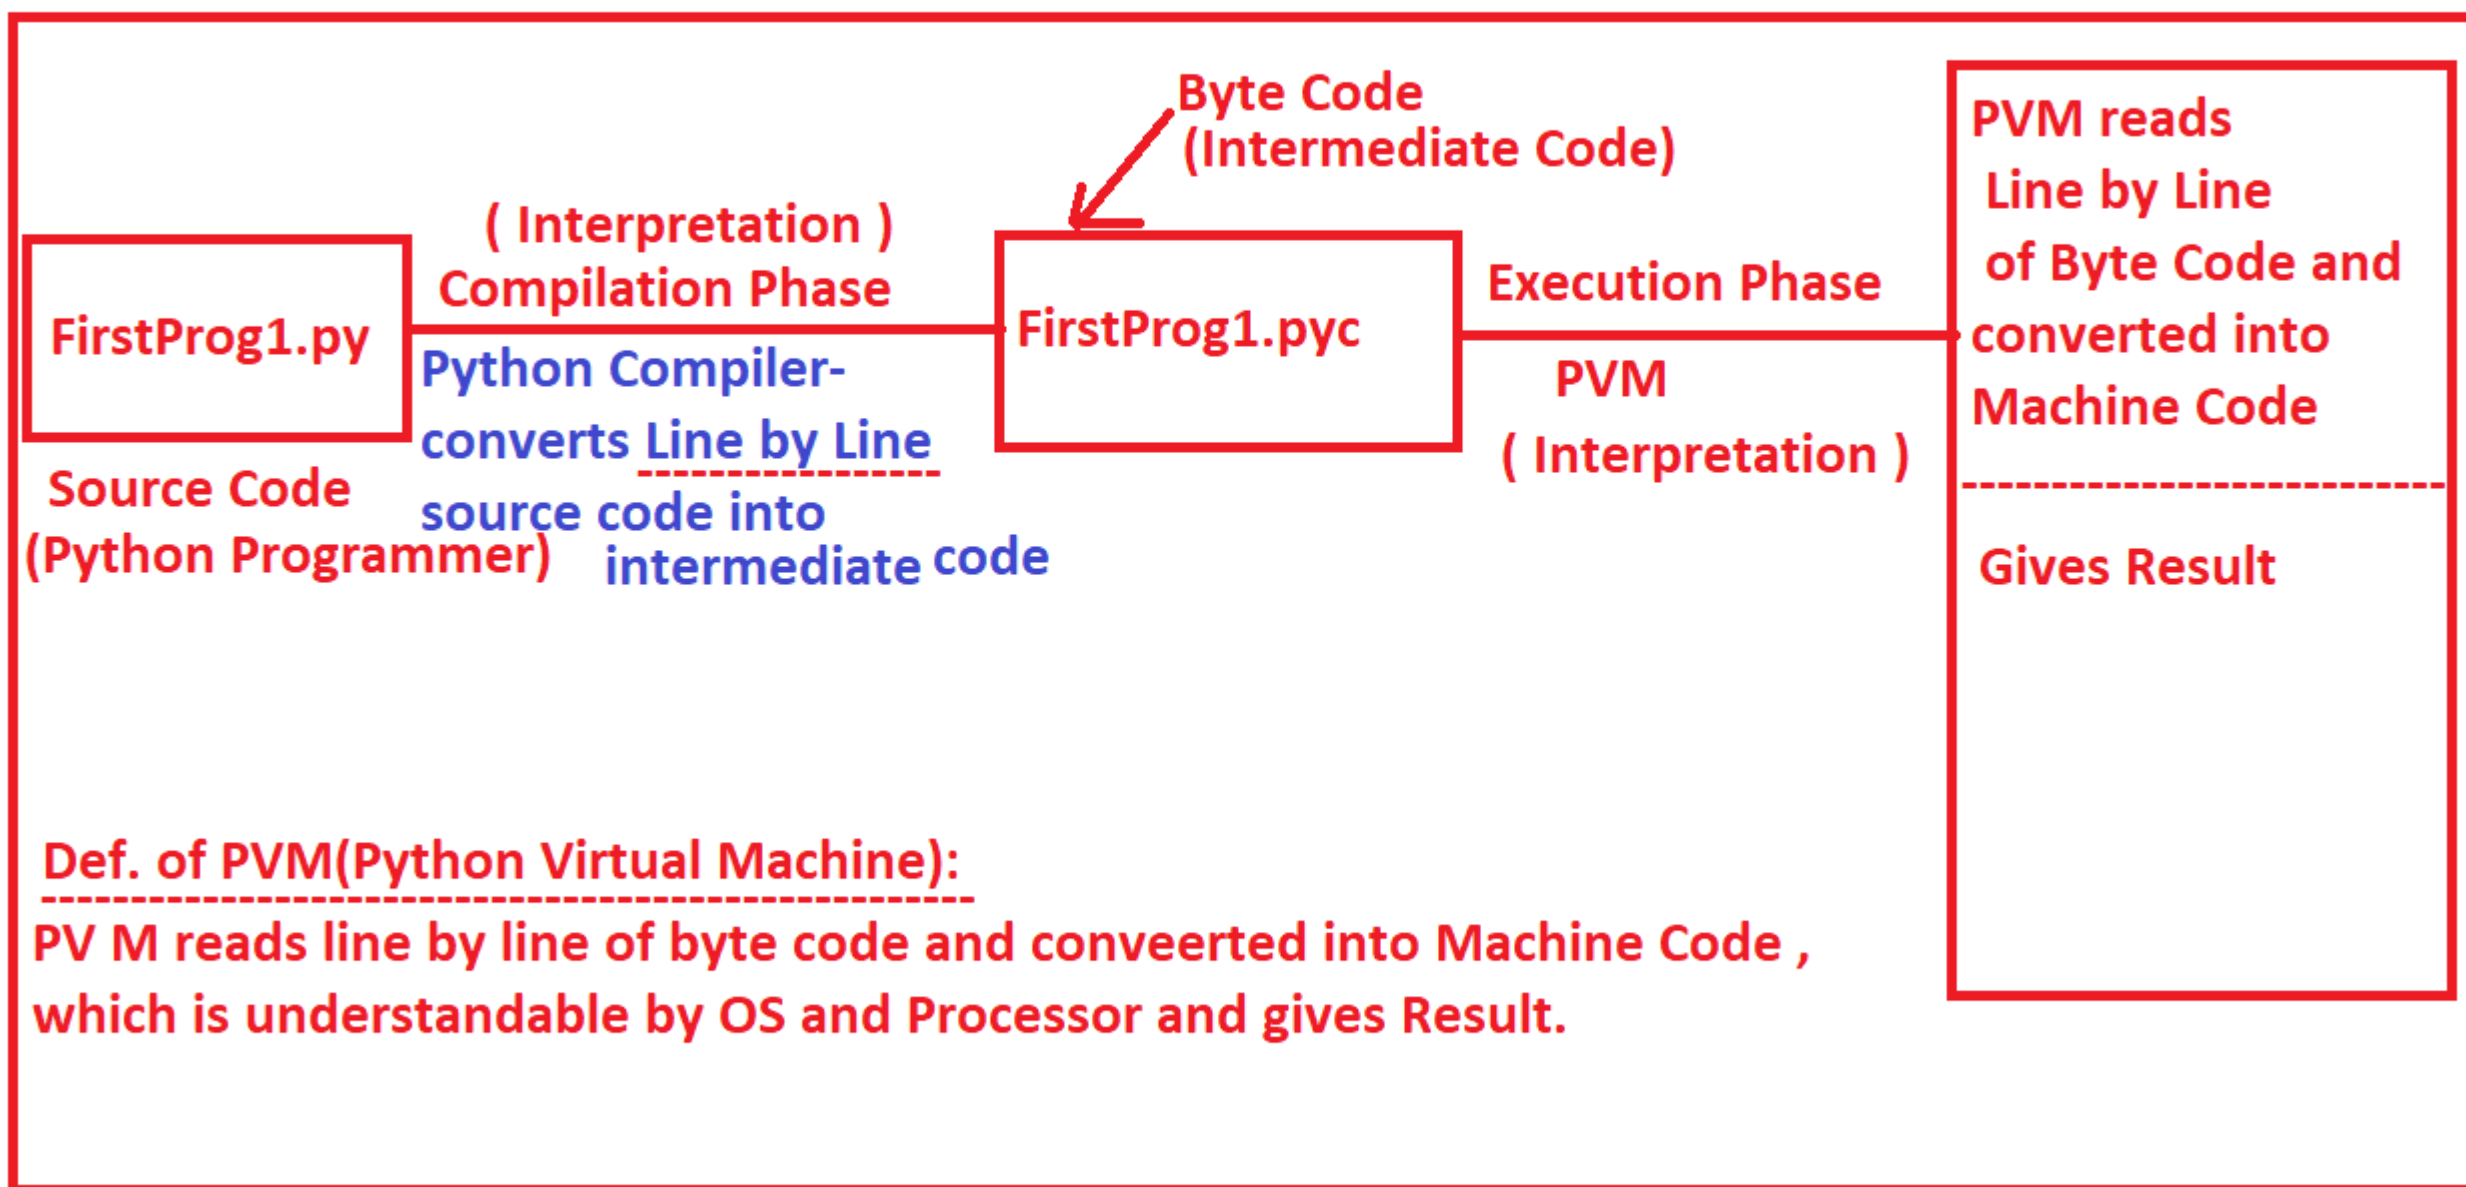 Byte Code
(Intermediate Code)
( Interpretation )
Compilation Phase
FirstProg1.py
Source Code
(Python Programmer)
Python Compiler-
converts Line by Line
source code into
intermediate code
FirstProg1.pyc
Execution Phase
PVM
( Interpretation )
PVM reads
Line by Line
of Byte Code and
converted into
Machine Code
---------------------------
Gives Result
Def. of PVM(Python Virtual Machine):
----------------------------------------------------
PV M reads line by line of byte code and conveerted into Machine Code ,
which is understandable by OS and Processor and gives Result.